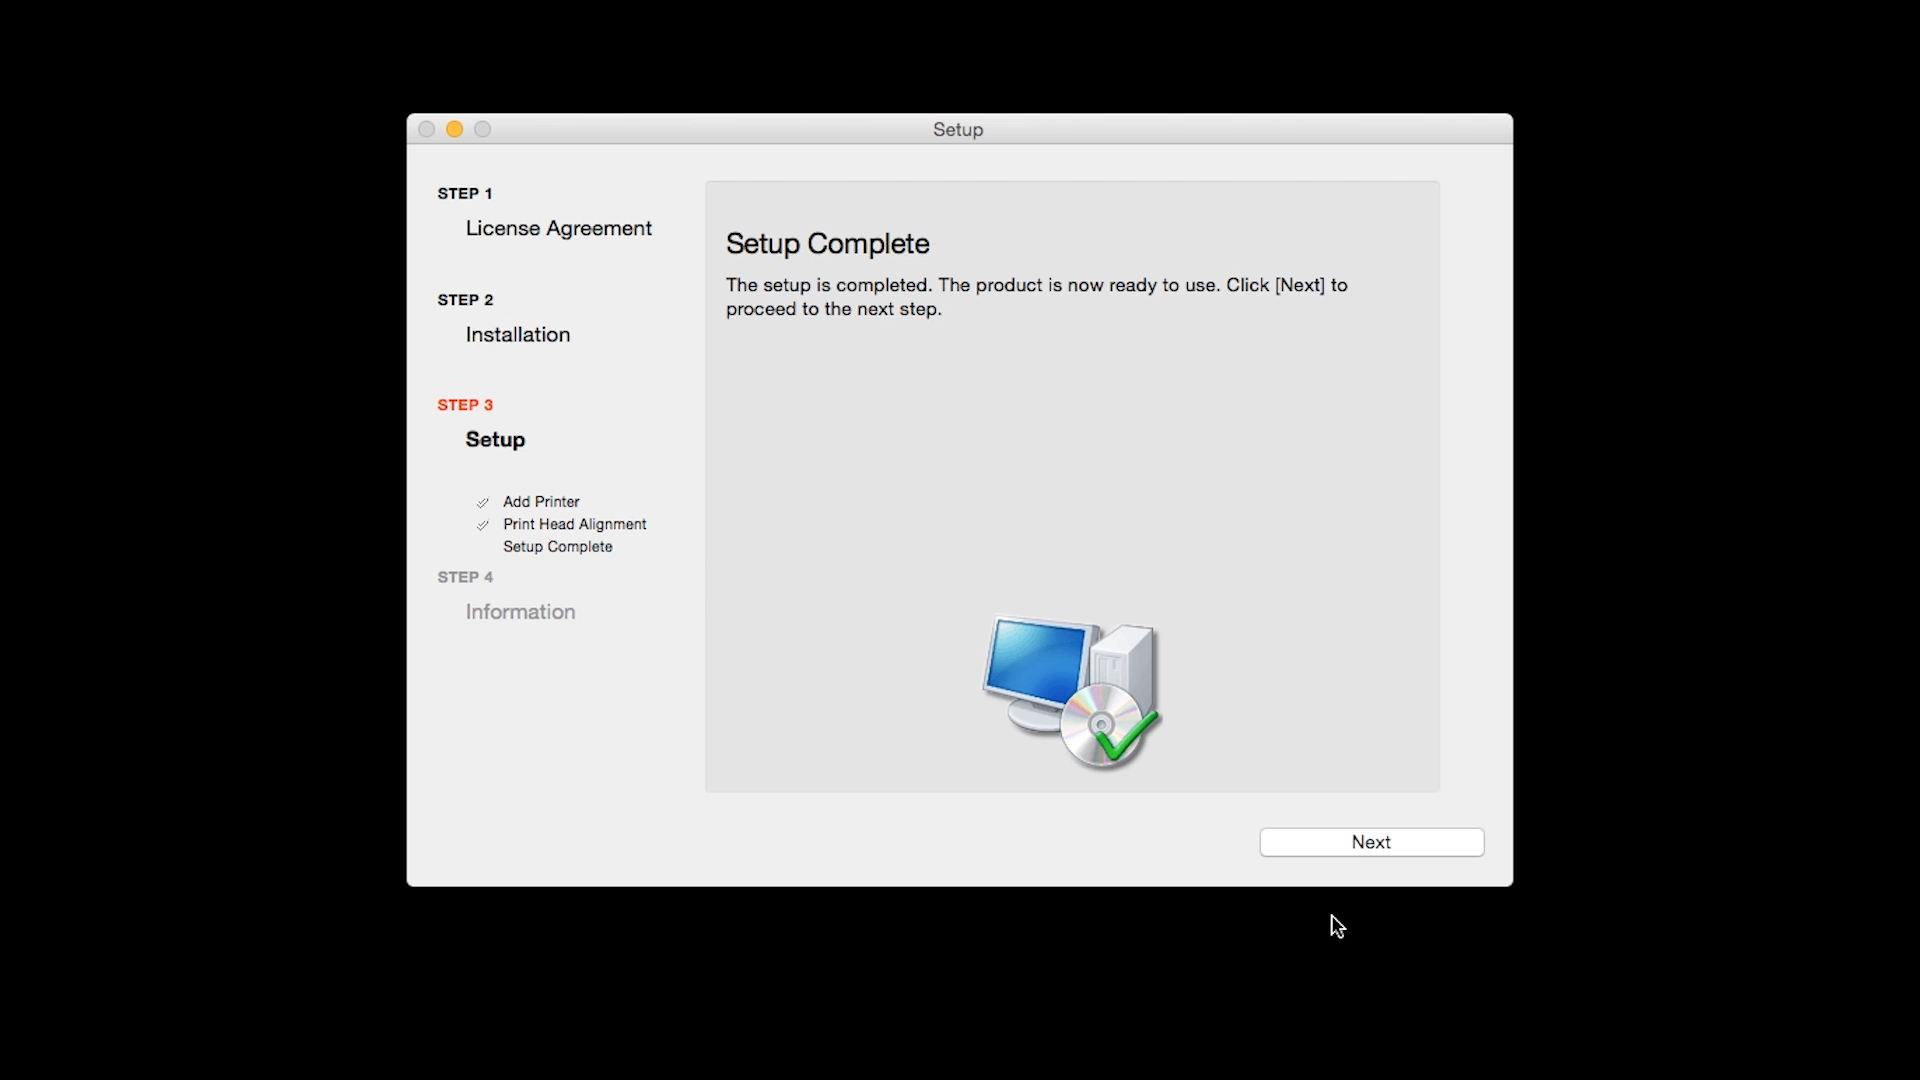 Setup
STEP 1
License Agreement
STEP 2
Installation
STEP 3
Setup
Add Printer
Print Head Alignment
Setup Complete
STEP 4
Information
Setup Complete
The setup is completed. The product is now ready to use. Click [Next] to
proceed to the next step.
Next